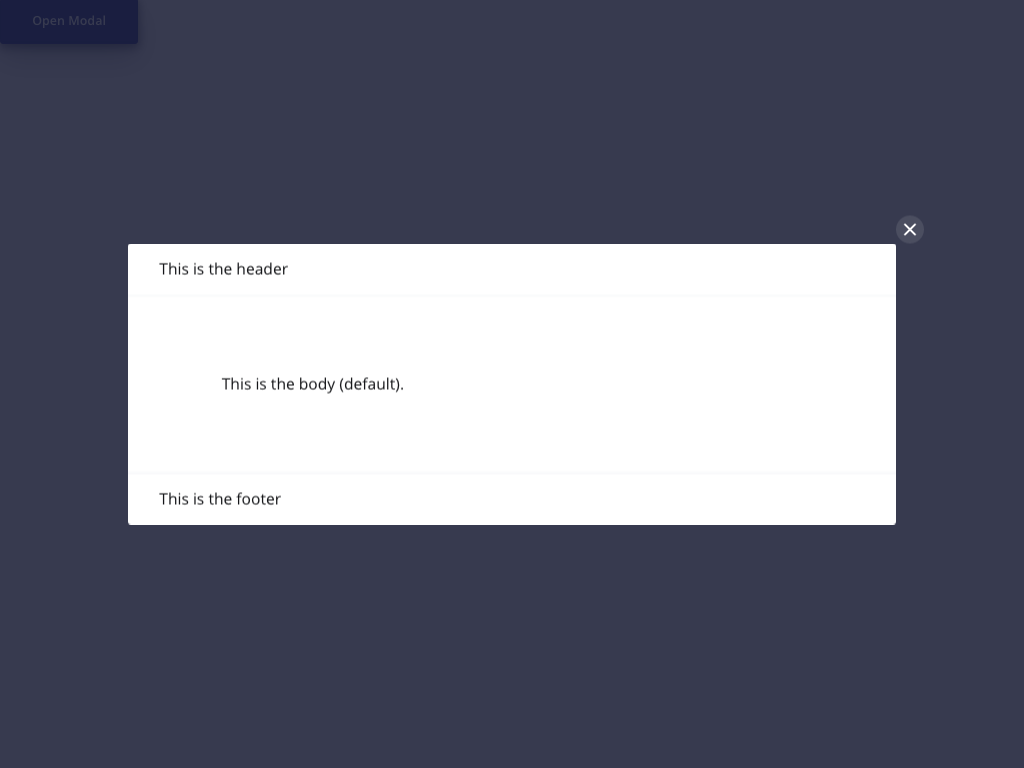 Open Modal
This is the header
This is the body (default).
This is the footer